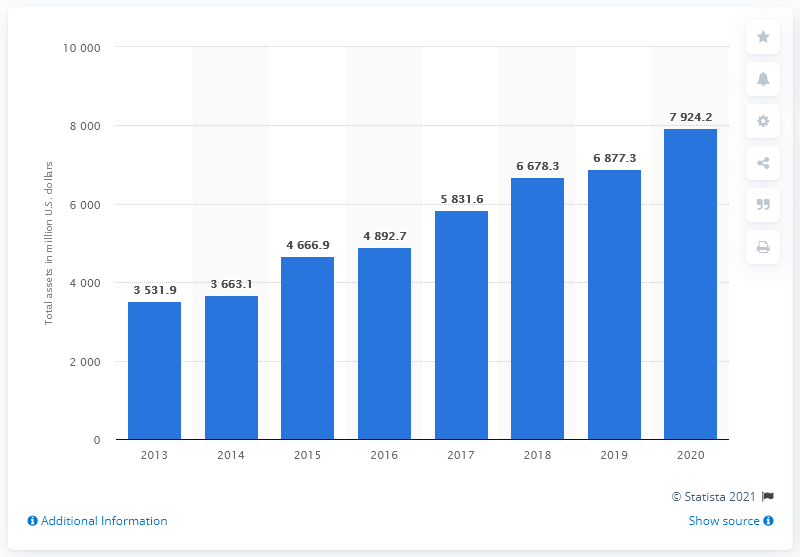 10 000
8 000
6 000
4 000
2 000
0
Total assets in million U.S. dollars
3 531.9
3 663.1
4 666.9
4 892.7
5 831.6
6 678.3
6 877.3
7 924.2
2013 2014 2015 2016 2017 2018 2019 2020
© Statista 2021
Additional Information
Show source